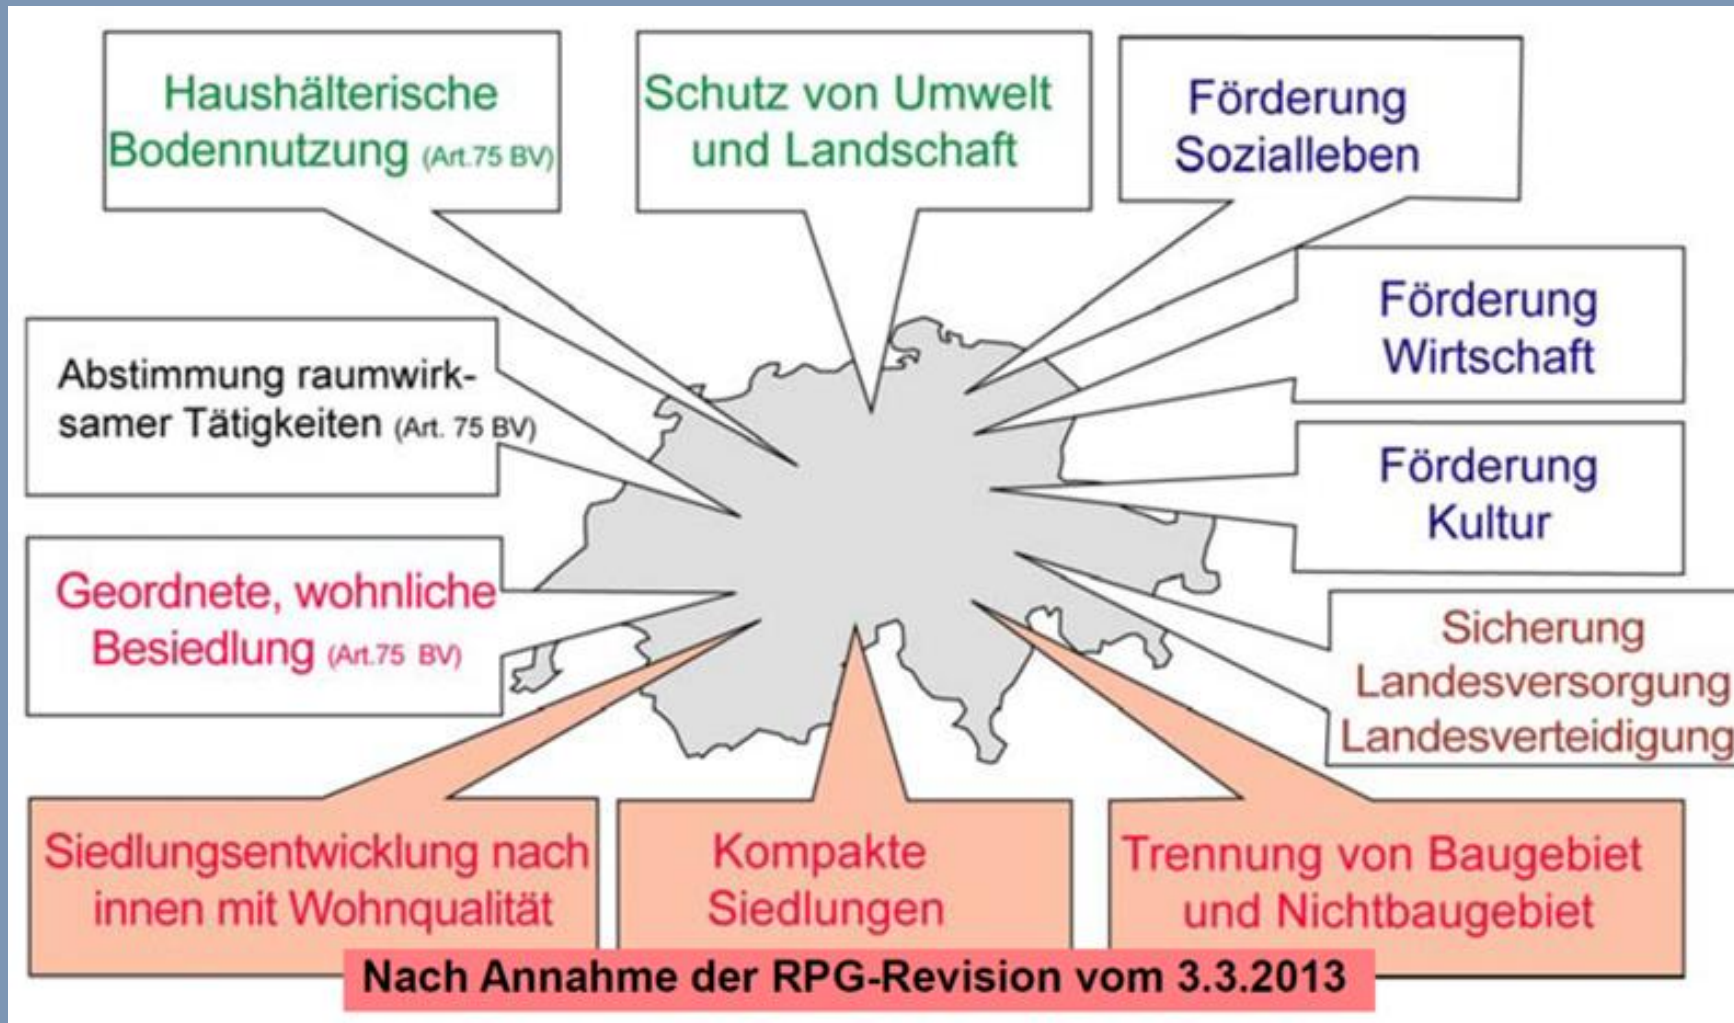 Haushälterische
Bodennutzung (Art.75 BV)
Schutz von Umwelt
und Landschaft
Förderung
Sozialleben
Förderung
Wirtschaft
Abstimmung raumwirk-
samer Tätigkeiten (Art. 75 BV)
Förderung
Kultur
Geordnete, wohnliche
Besiedlung (Art.75 BV)
Sicherung
Landesversorgung
Landesverteidigung
Siedlungsentwicklung nach
innen mit Wohnqualität
Kompakte
Siedlungen
Trennung von Baugebiet
und Nichtbaugebiet
Nach Annahme der RPG-Revision vom 3.3.2013